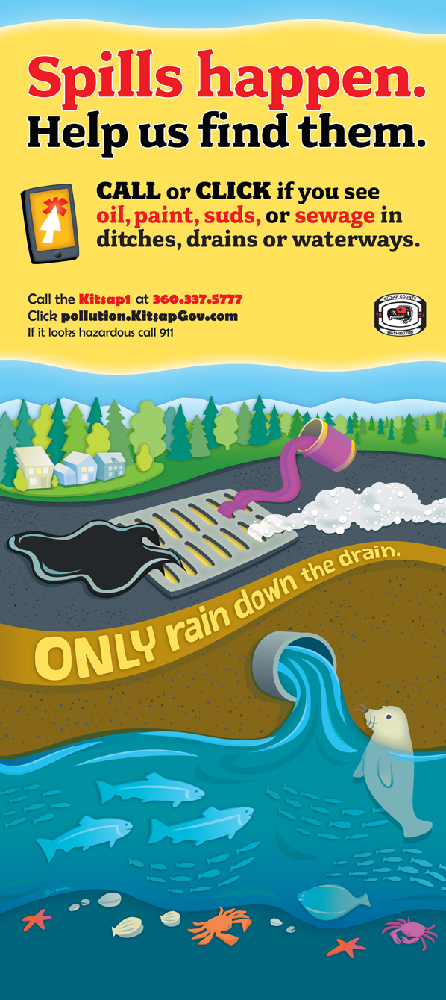 Spills happen.
Help us find them.
CALL or CLICK if you see
oil, paint, suds, or sewage in
ditches, drains or waterways.
Call the Kitsap1 at 360.337.5777
Click pollution.KitsapGov.com
If it looks hazardous call 911
KITSAP COUNTY
18 57
WASHINGTON
ONLY rain down the drain.